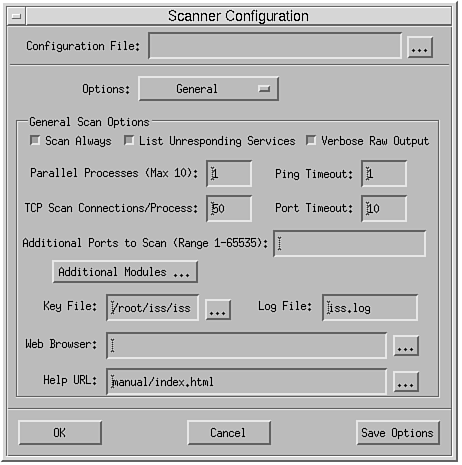 Scanner Configuration
Configuration File: ...
Options: General
General Scan Options
Scan Always List Unresponding Services Verbose Raw Output
Parallel Processes (Max 10): 1 Ping Timeout: 1
TCP Scan Connections/Process: 50 Port Timeout: 10
Additional Ports to Scan (Range 1-65535):
Additional Modules ...
Key File: /root/iss/iss ... Log File: iss.log
Web Browser: ...
Help URL: manual/index.html ...
OK Cancel Save Options